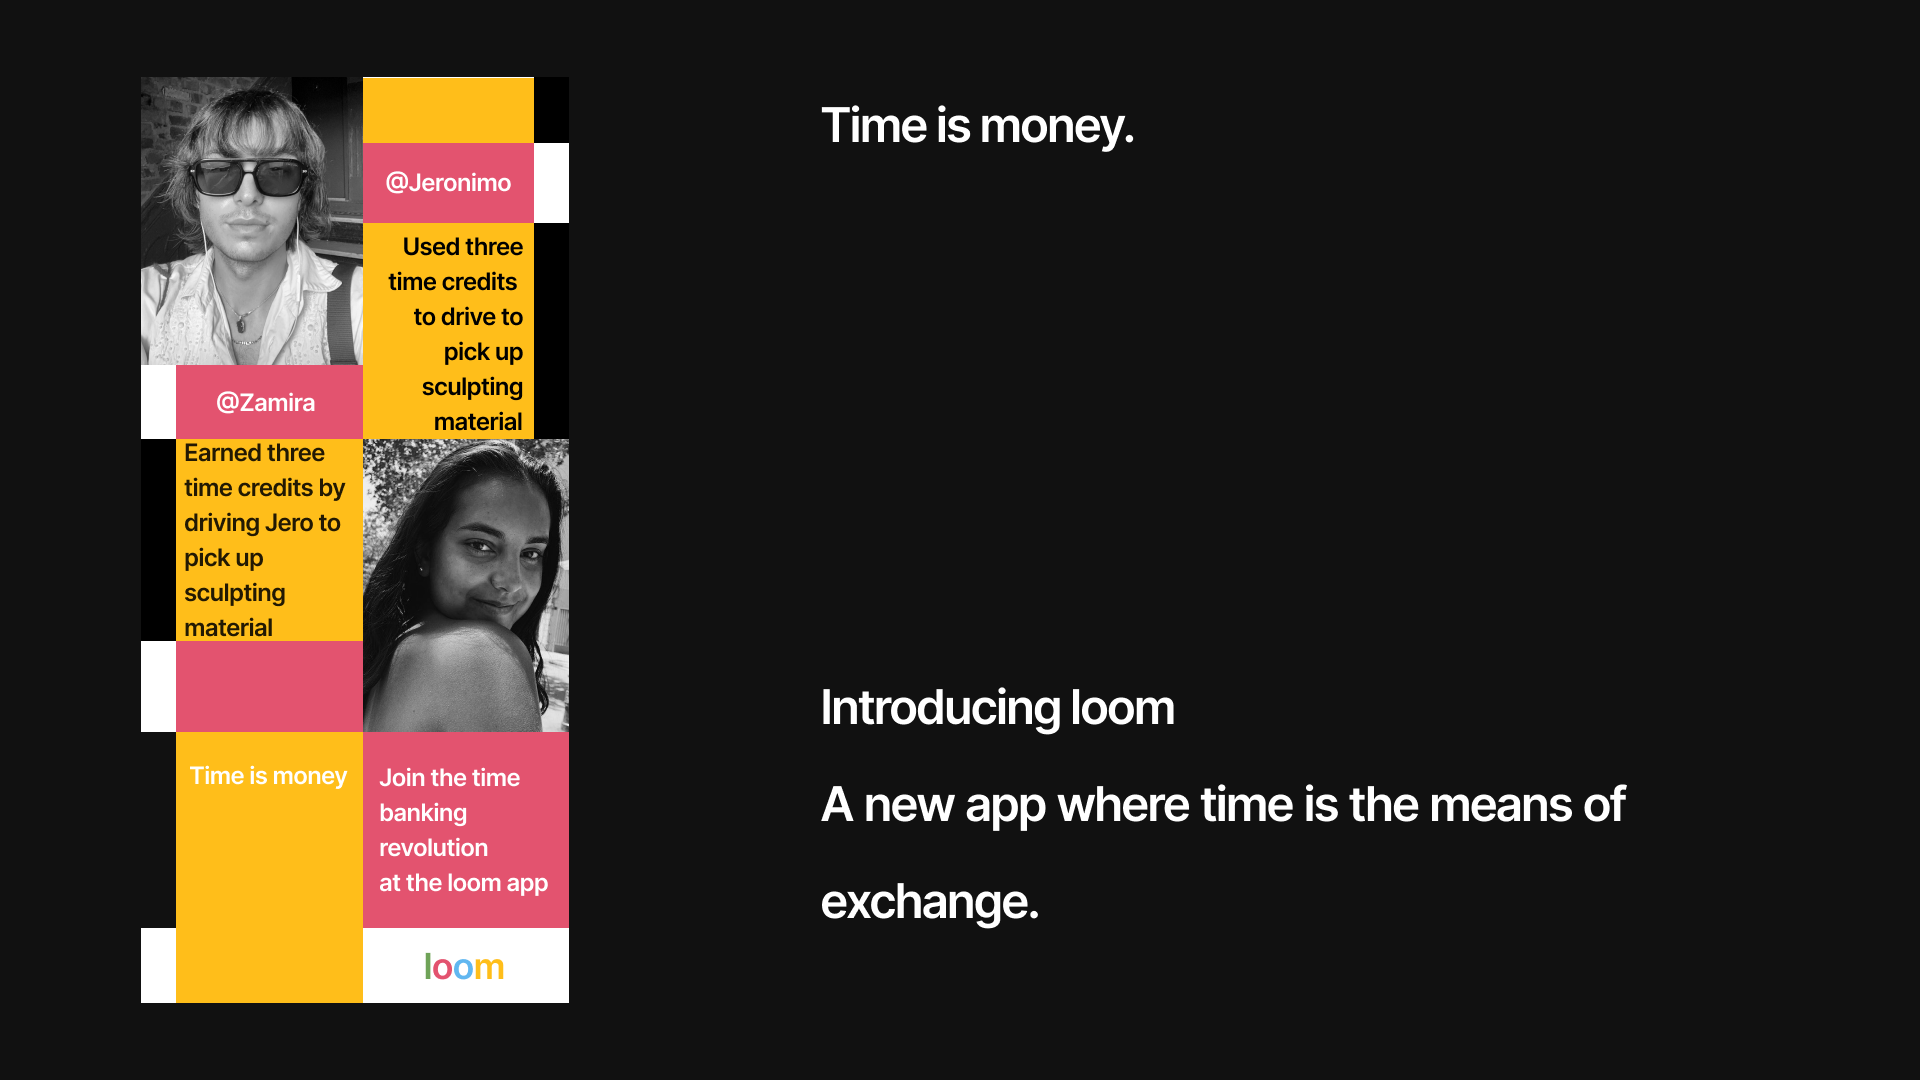 @Jeronimo
Used three
time credits
to drive to
pick up
sculpting
material
@Zamira
Earned three
time credits by
driving Jero to
pick up
sculpting
material
Time is money
Join the time
banking
revolution
at the loom app
loom
Time is money.
Introducing loom
A new app where time is the means of
exchange.